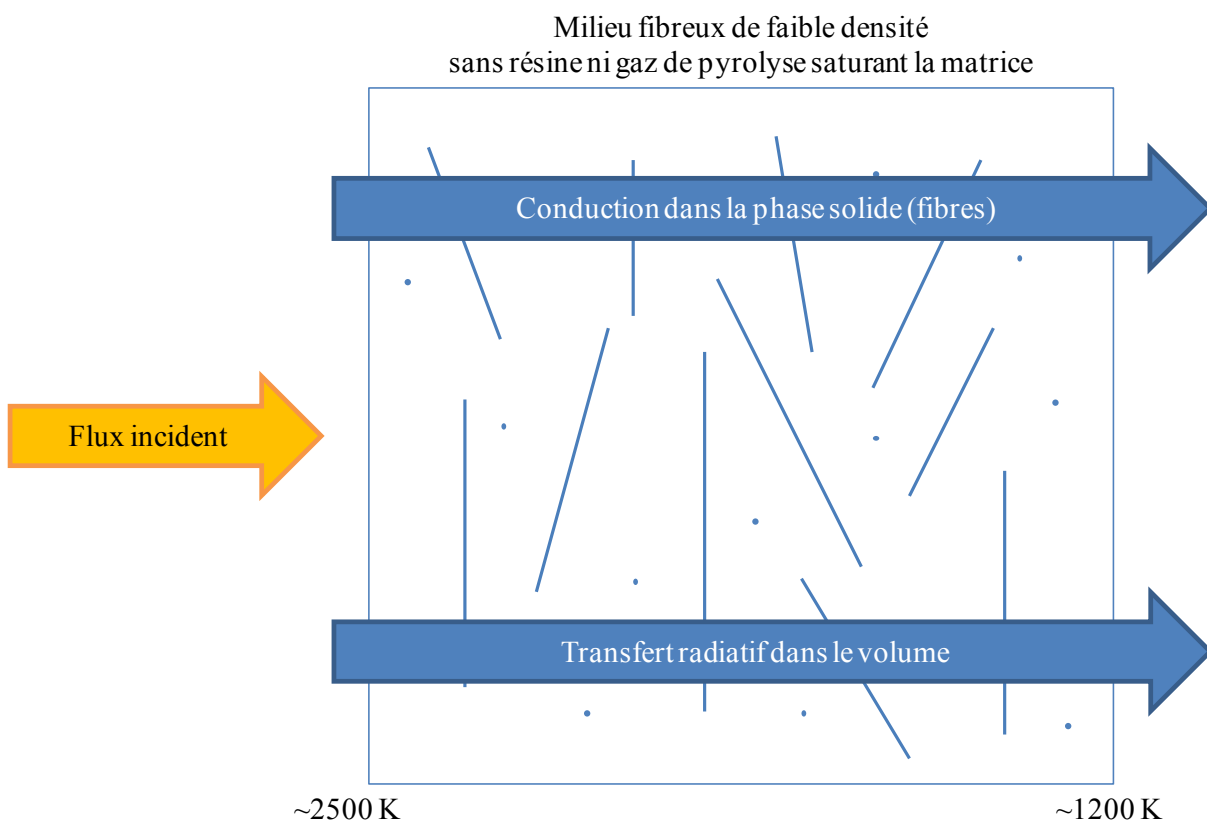 Milieu fibreux de faible densité
sans résine ni gaz de pyrolyse saturant la matrice
Conduction dans la phase solide (fibres)
Flux incident
Transfert radiatif dans le volume
~2500 K
~1200 K